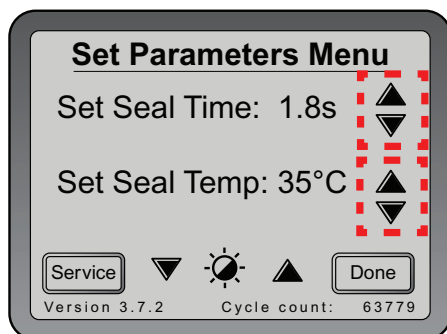 Set Parameters Menu
Set Seal Time: 1.8s
Set Seal Temp: 35°C
Service Done
Version 3.7.2 Cycle count: 63779